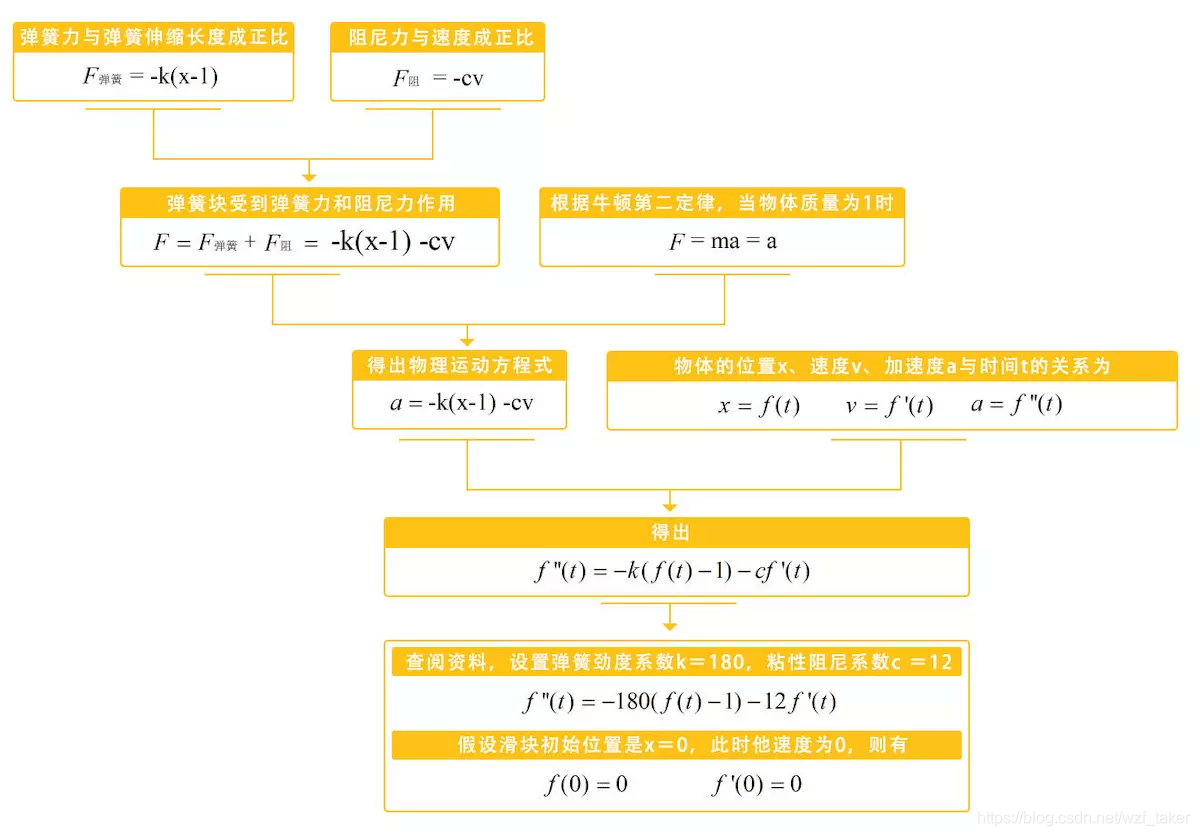 弹簧力与弹簧伸缩长度成正比
F弹簧 = -k(x-1)
阻尼力与速度成正比
F阻 = -cv
弹簧块受到弹簧力和阻尼力作用
F = F弹簧 + F阻 = -k(x-1) -cv
根据牛顿第二定律，当物体质量为1时
F = ma = a
得出物理运动方程式
a = -k(x-1) -cv
物体的位置x、速度v、加速度a与时间t的关系为
x = f(t) v = f '(t) a = f ''(t)
得出
f ''(t) = −k( f(t) − 1) − cf '(t)
查阅资料，设置弹簧劲度系数k＝180，粘性阻尼系数c ＝12
f ''(t) = −180( f(t) − 1) − 12 f '(t)
假设滑块初始位置是x＝0，此时他速度为0，则有
f(0) = 0 f '(0) = 0
https://blog.csdn.net/wzf_taker